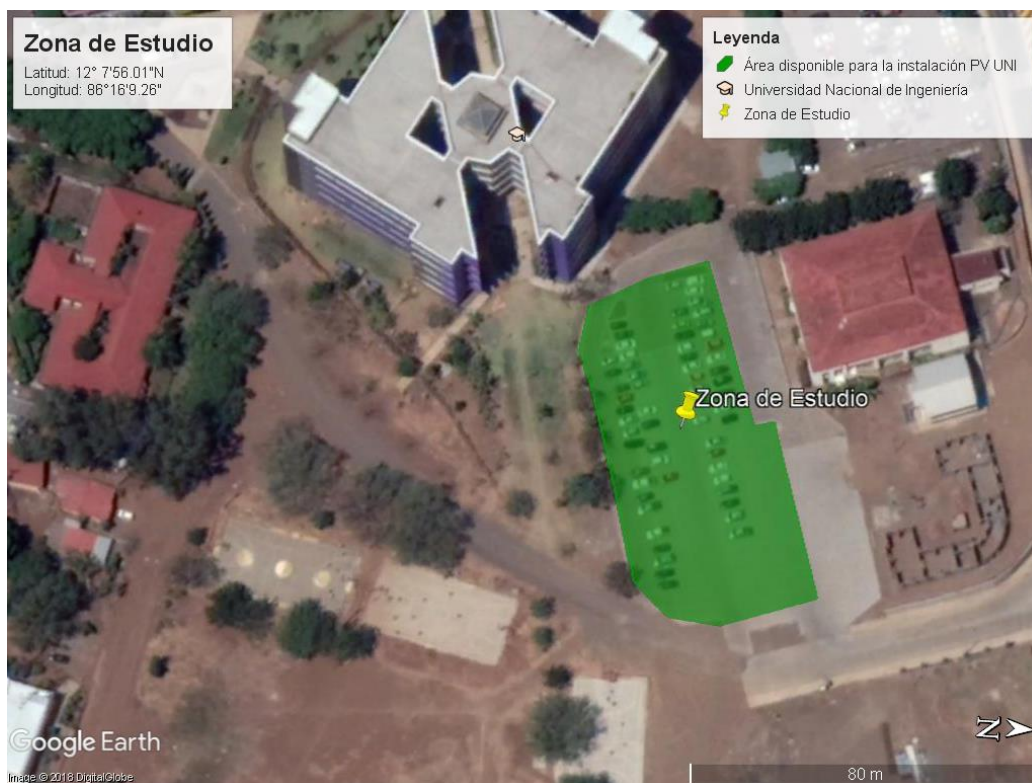 Zona de Estudio
Latitud: 12° 7'56.01"N
Longitud: 86°16'9.26"
Leyenda
Área disponible para la instalación PV UNI
Universidad Nacional de Ingeniería
Zona de Estudio
Zona de Estudio
Google Earth
Image © 2018 DigitalGlobe
N
80 m